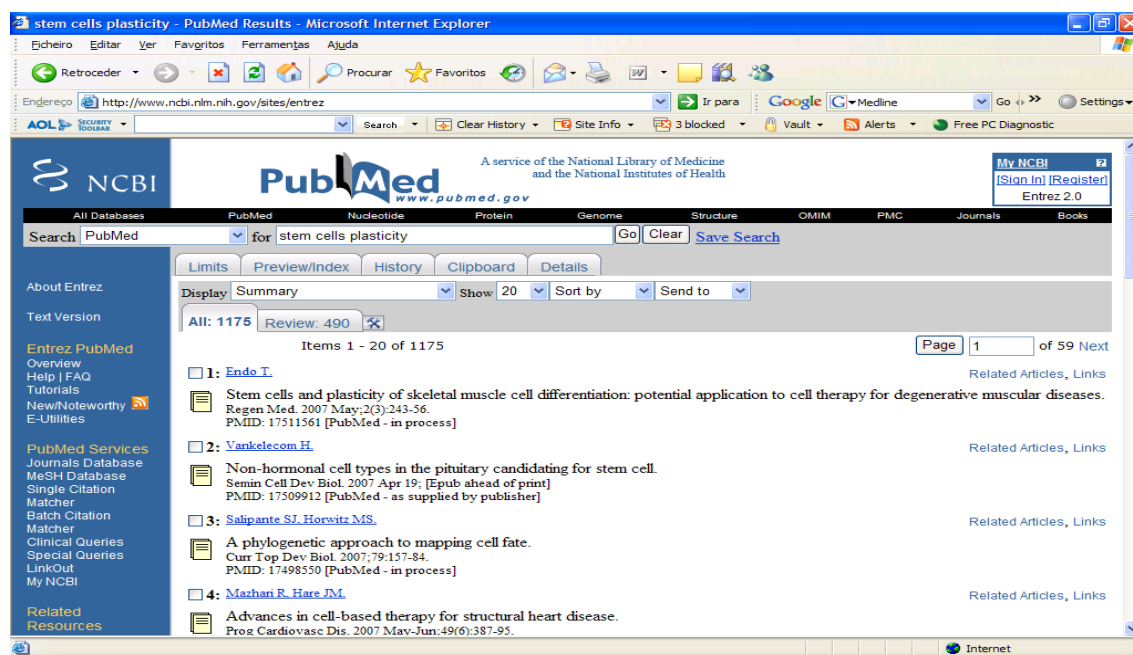 stem cells plasticity - PubMed Results - Microsoft Internet Explorer
Ficheiro Editar Ver Favoritos Ferramentas Ajuda
Retroceder Procurar Favoritos
Endereço http://www.ncbi.nlm.nih.gov/sites/entrez Ir para Google G Medline Go Settings
AOL SECURITY TOOLBAR Search Clear History Site Info 3 blocked Vault Alerts Free PC Diagnostic
NCBI
PubMed
www.pubmed.gov
A service of the National Library of Medicine
and the National Institutes of Health
My NCBI
[Sign In] [Register]
Entrez 2.0
All Databases PubMed Nucleotide Protein Genome Structure OMIM PMC Journals Books
Search PubMed for stem cells plasticity Go Clear Save Search
Limits Preview/Index History Clipboard Details
Display Summary Show 20 Sort by Send to
All: 1175 Review: 490
Items 1 - 20 of 1175 Page 1 of 59 Next
About Entrez
Text Version
Entrez PubMed
Overview
Help | FAQ
Tutorials
New/Noteworthy
E-Utilities
PubMed Services
Journals Database
MeSH Database
Single Citation
Matcher
Batch Citation
Matcher
Clinical Queries
Special Queries
LinkOut
My NCBI
Related
Resources
1: Endo T. Related Articles, Links
Stem cells and plasticity of skeletal muscle cell differentiation: potential application to cell therapy for degenerative muscular diseases.
Regen Med. 2007 May;2(3):243-56.
PMID: 17511561 [PubMed - in process]
2: Vankelecom H. Related Articles, Links
Non-hormonal cell types in the pituitary candidating for stem cell.
Semin Cell Dev Biol. 2007 Apr 19; [Epub ahead of print]
PMID: 17509912 [PubMed - as supplied by publisher]
3: Salipante SJ, Horwitz MS. Related Articles, Links
A phylogenetic approach to mapping cell fate.
Curr Top Dev Biol. 2007;79:157-84.
PMID: 17498550 [PubMed - in process]
4: Mazhari R, Hare JM. Related Articles, Links
Advances in cell-based therapy for structural heart disease.
Prog Cardiovasc Dis. 2007 May-Jun;49(6):387-95.
Internet